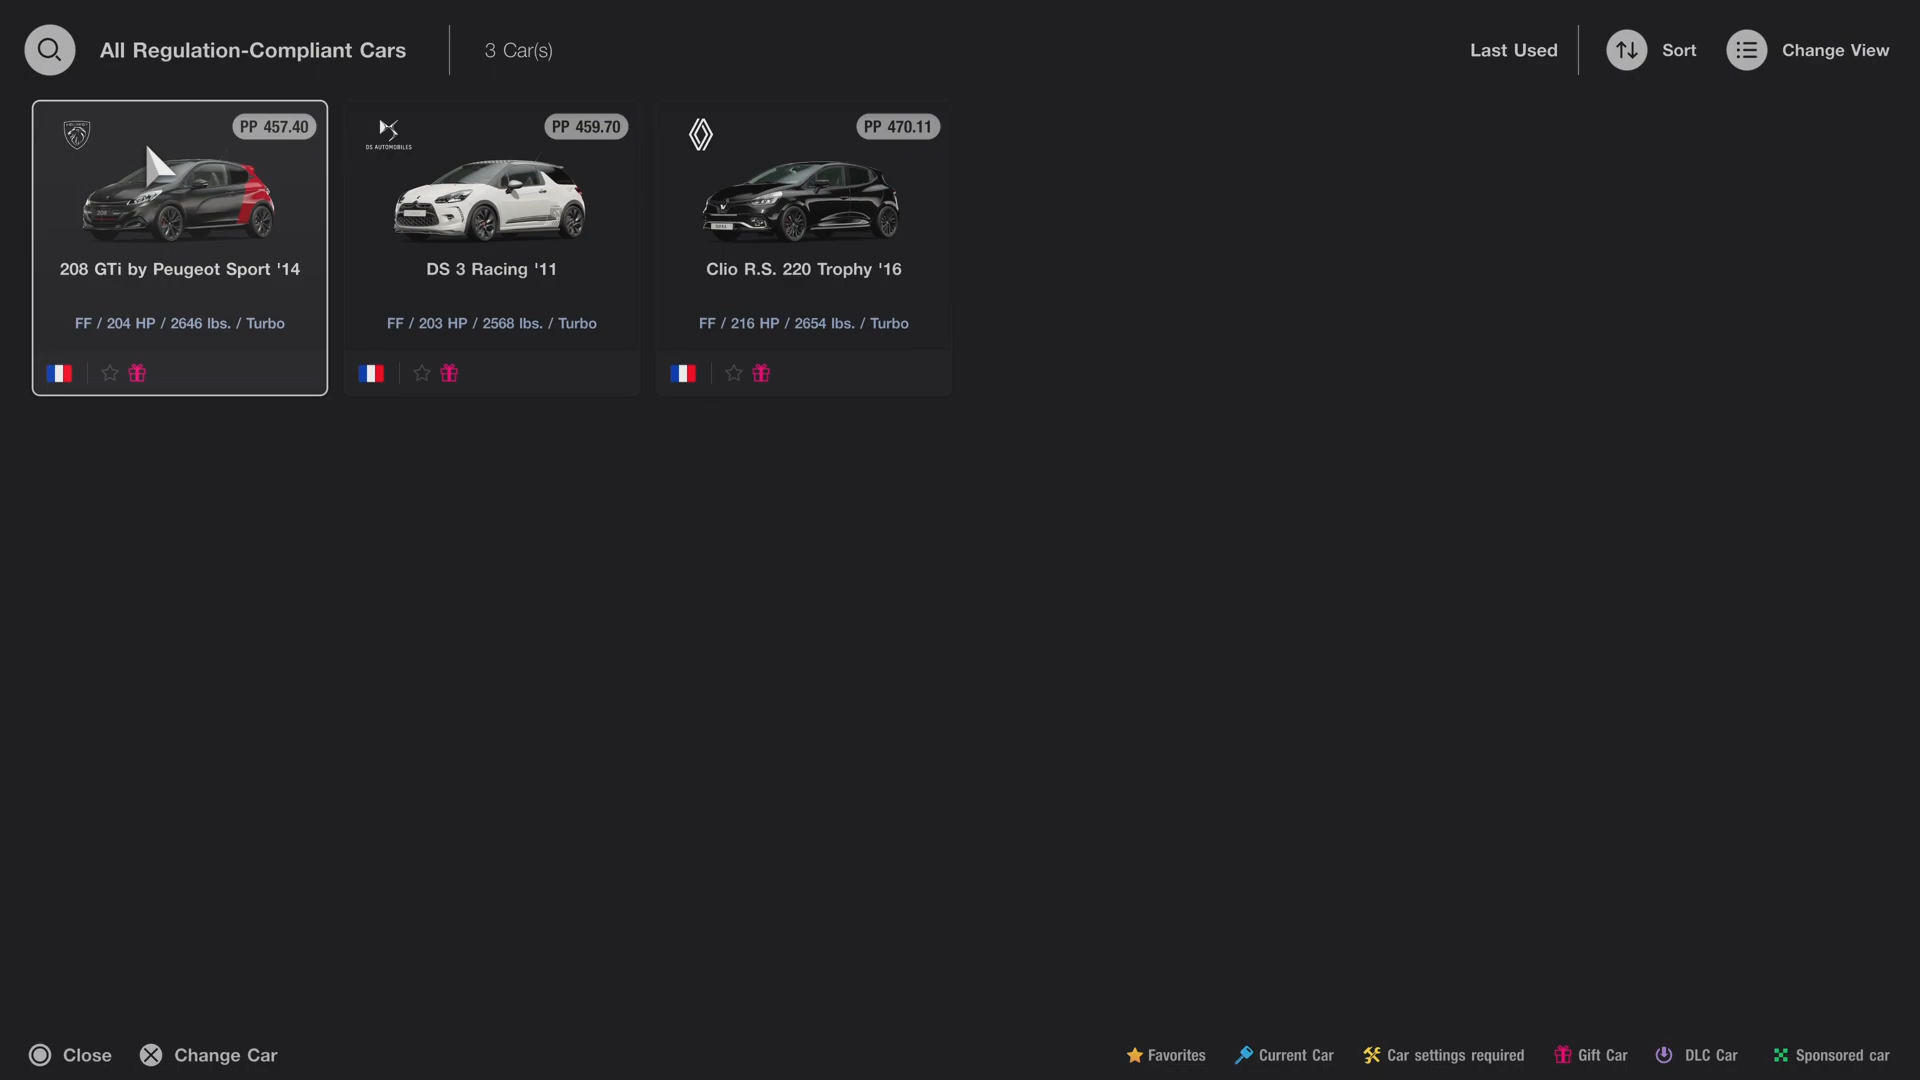 All Regulation-Compliant Cars
3 Car(s)
Last Used
Sort
Change View
PP 457.40
208 GTi by Peugeot Sport '14
FF / 204 HP / 2646 lbs. / Turbo
DS AUTOMOBILES
PP 459.70
DS 3 Racing '11
FF / 203 HP / 2568 lbs. / Turbo
PP 470.11
Clio R.S. 220 Trophy '16
FF / 216 HP / 2654 lbs. / Turbo
Close
Change Car
Favorites
Current Car
Car settings required
Gift Car
DLC Car
Sponsored car